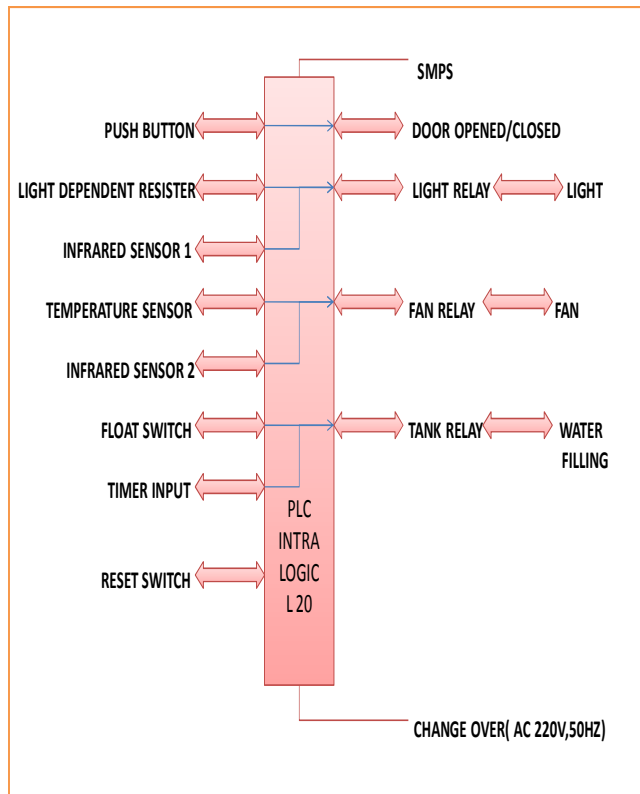 SMPS
PUSH BUTTON
DOOR OPENED/CLOSED
LIGHT DEPENDENT RESISTER
LIGHT RELAY
LIGHT
INFRARED SENSOR 1
TEMPERATURE SENSOR
FAN RELAY
FAN
INFRARED SENSOR 2
FLOAT SWITCH
TANK RELAY
WATER
FILLING
TIMER INPUT
PLC
INTRA
LOGIC
L 20
RESET SWITCH
CHANGE OVER( AC 220V,50HZ)